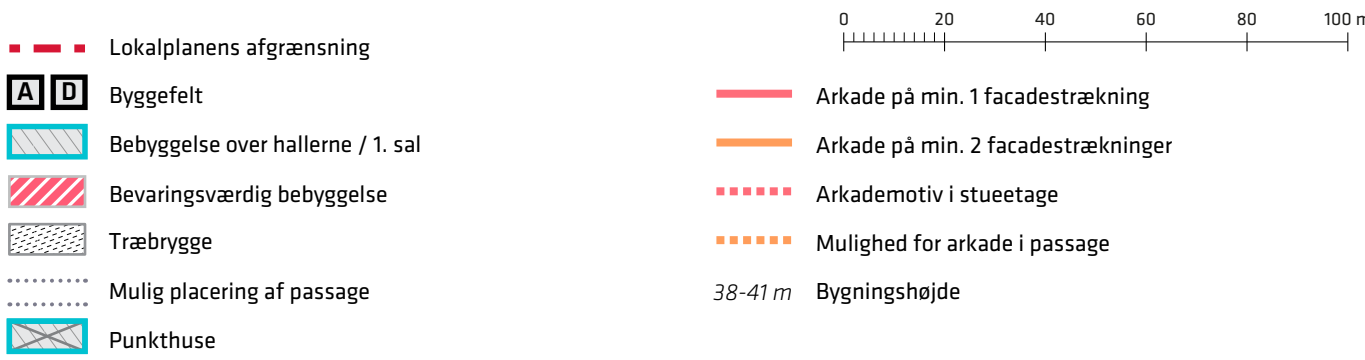 Lokalplanens afgrænsning
A D Byggefelt
Bebyggelse over hallerne / 1. sal
Bevaringsværdig bebyggelse
Træbrygge
Mulig placering af passage
Punkthuse
0 20 40 60 80 100 m
Arkade på min. 1 facadestrækning
Arkade på min. 2 facadestrækninger
Arkademotiv i stueetage
Mulighed for arkade i passage
38-41 m Bygningshøjde